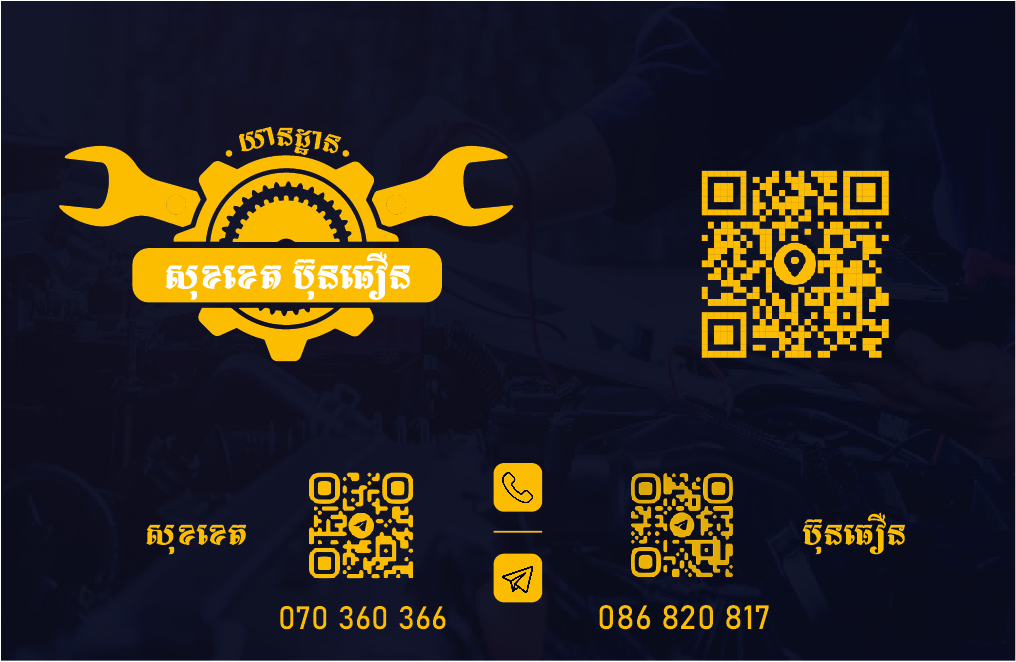 យានដ្ឋាន
សុខខេត ប៊ុនធឿន
សុខខេត
ប៊ុនធឿន
070 360 366
086 820 817